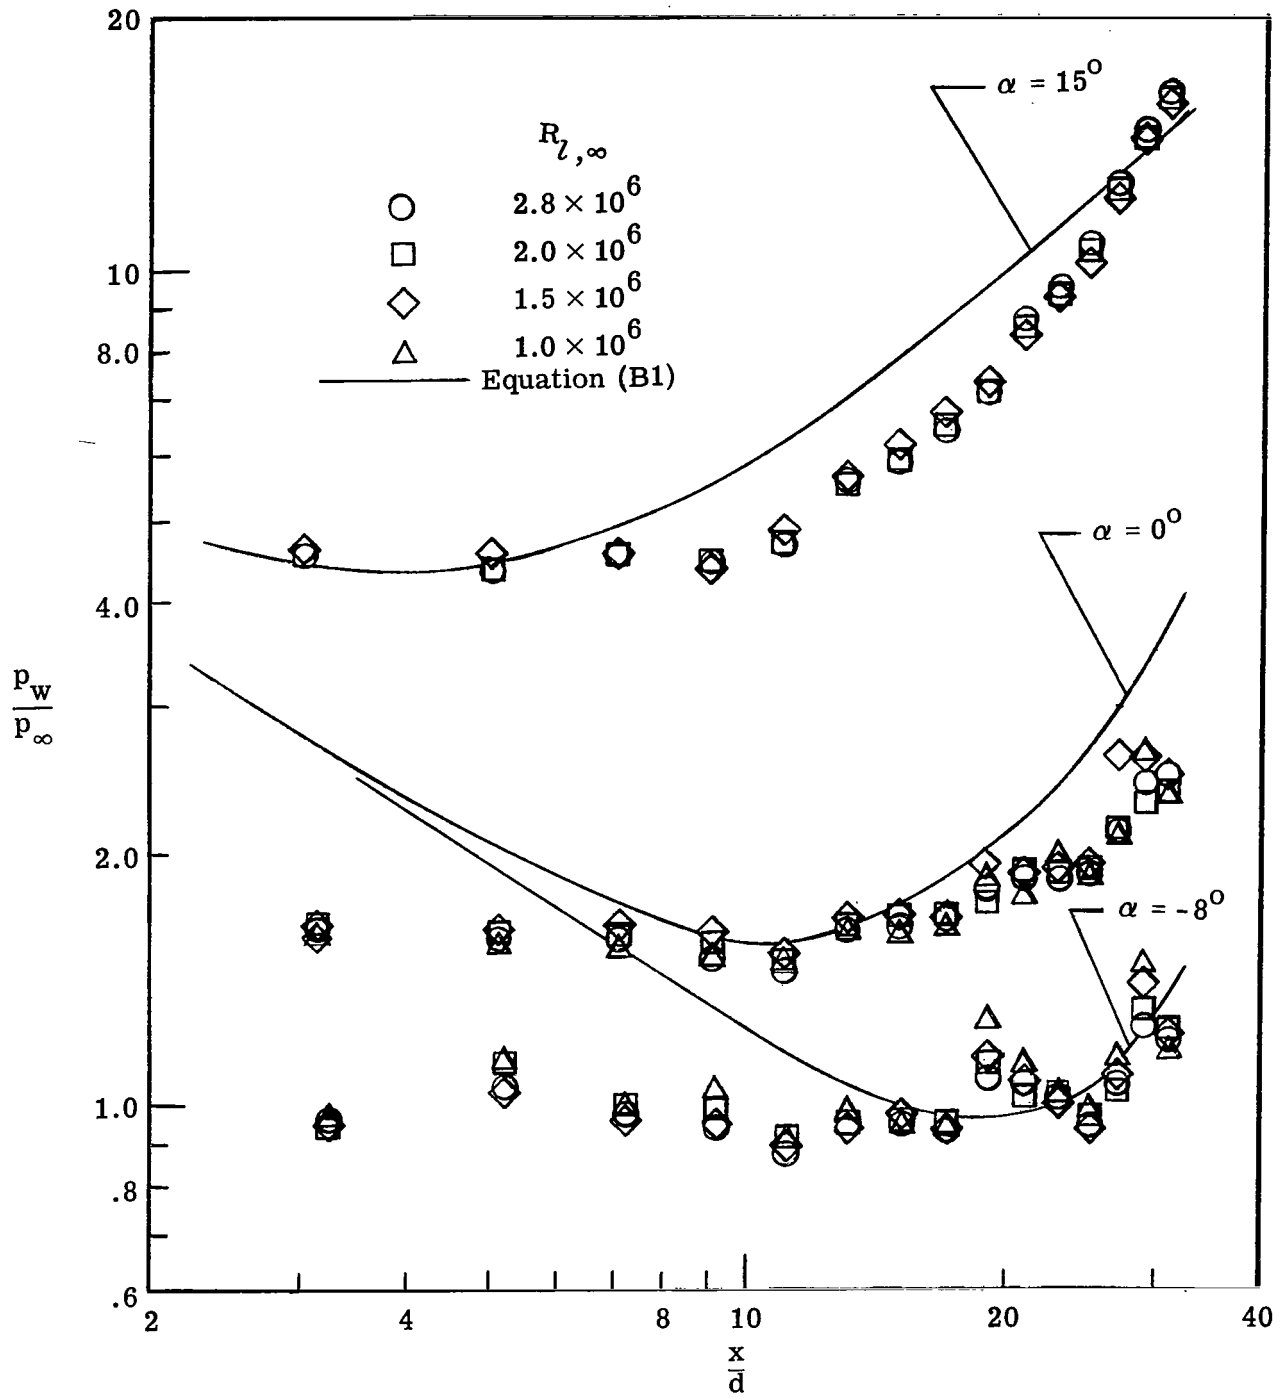 20
α = 15°
R_{l,∞}
2.8 × 10^6
2.0 × 10^6
10
1.5 × 10^6
8.0
1.0 × 10^6
Equation (B1)
α = 0°
4.0
p_w
p_∞
2.0
α = -8°
1.0
.8
.6
2
4
8
10
20
40
x
d